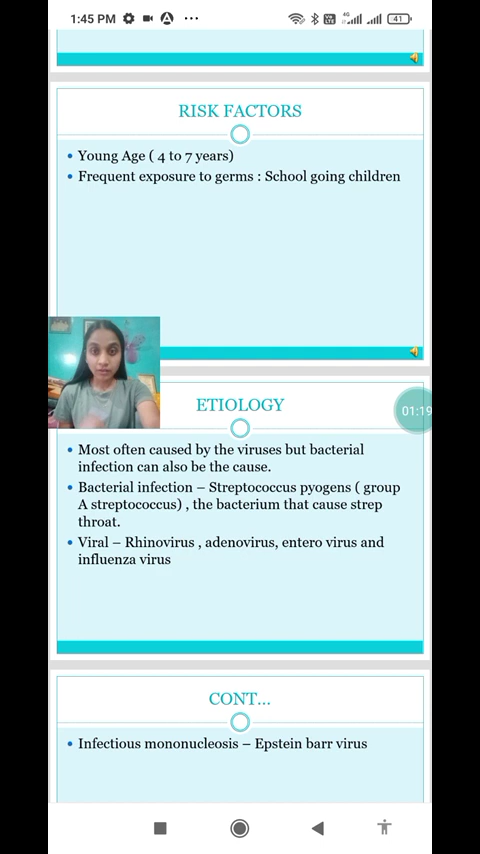 1:45 PM
4G
41
RISK FACTORS
• Young Age ( 4 to 7 years)
• Frequent exposure to germs : School going children
ETIOLOGY
01:19
• Most often caused by the viruses but bacterial
infection can also be the cause.
• Bacterial infection – Streptococcus pyogens ( group
A streptococcus) , the bacterium that cause strep
throat.
• Viral – Rhinovirus , adenovirus, entero virus and
influenza virus
CONT...
• Infectious mononucleosis – Epstein barr virus